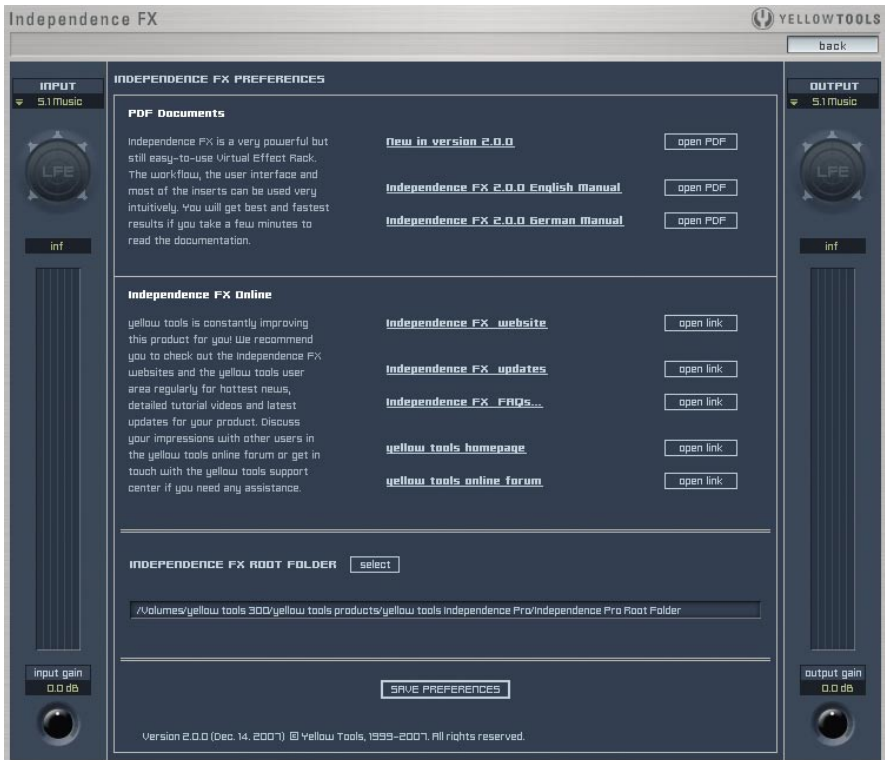 Independence FX
YELLOWTOOLS
back
INPUT
5.1 Music
LFE
inf
input gain
0.0 dB
INDEPENDENCE FX PREFERENCES
PDF Documents
Independence FX is a very powerful but
still easy-to-use Virtual Effect Rack.
The workflow, the user interface and
most of the inserts can be used very
intuitively. You will get best and fastest
results if you take a few minutes to
read the documentation.
New in version 2.0.0 open PDF
Independence FX 2.0.0 English Manual open PDF
Independence FX 2.0.0 German Manual open PDF
Independence FX Online
yellow tools is constantly improving
this product for you! We recommend
you to check out the Independence FX
websites and the yellow tools user
area regularly for hottest news,
detailed tutorial videos and latest
updates for your product. Discuss
your impressions with other users in
the yellow tools online forum or get in
touch with the yellow tools support
center if you need any assistance.
Independence FX website open link
Independence FX updates open link
Independence FX FAQs... open link
yellow tools homepage open link
yellow tools online forum open link
INDEPENDENCE FX ROOT FOLDER select
/Volumes/yellow tools 300/yellow tools products/yellow tools Independence Pro/Independence Pro Root Folder
SAVE PREFERENCES
Version 2.0.0 (Dec. 14. 2007) © Yellow Tools, 1999-2007. All rights reserved.
OUTPUT
5.1 Music
LFE
inf
output gain
0.0 dB